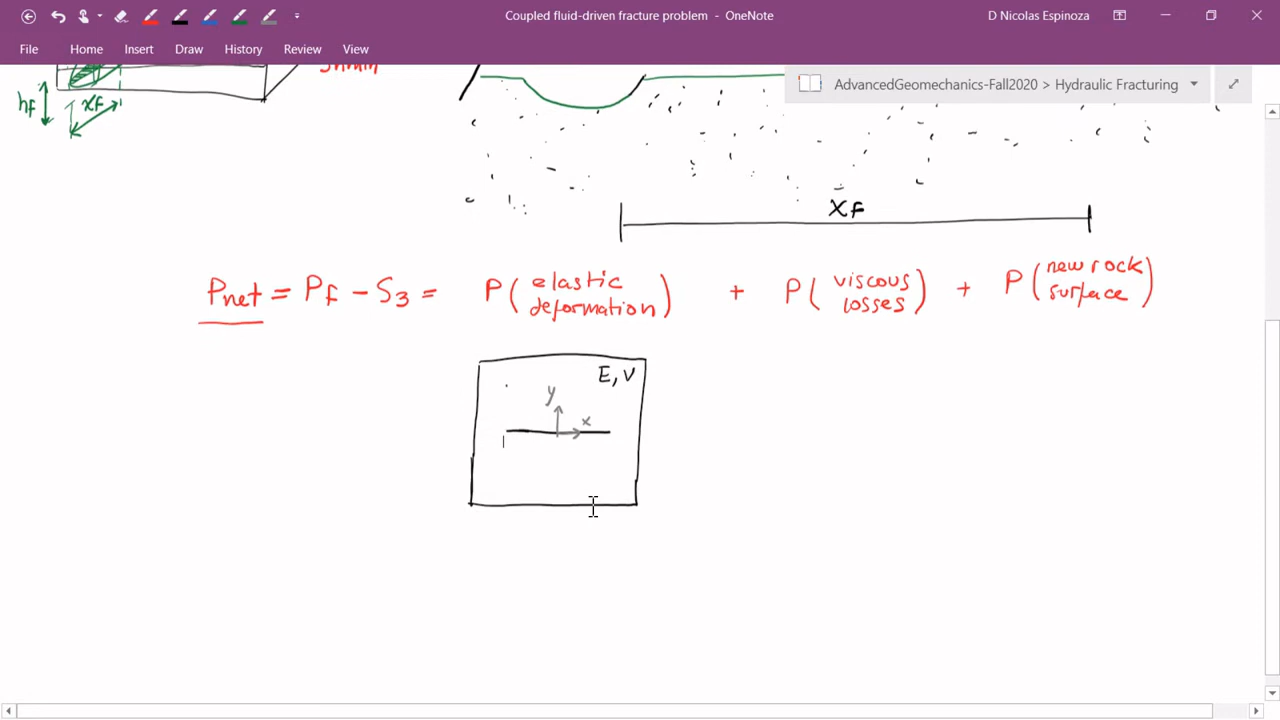 Coupled fluid-driven fracture problem - OneNote
D Nicolas Espinoza
File Home Insert Draw History Review View
AdvancedGeomechanics-Fall2020 > Hydraulic Fracturing
hf
xf
XF
Pnet = Pf - S3 = P(elastic deformation) + P(viscous losses) + P(new rock surface)
E, ν
y
x